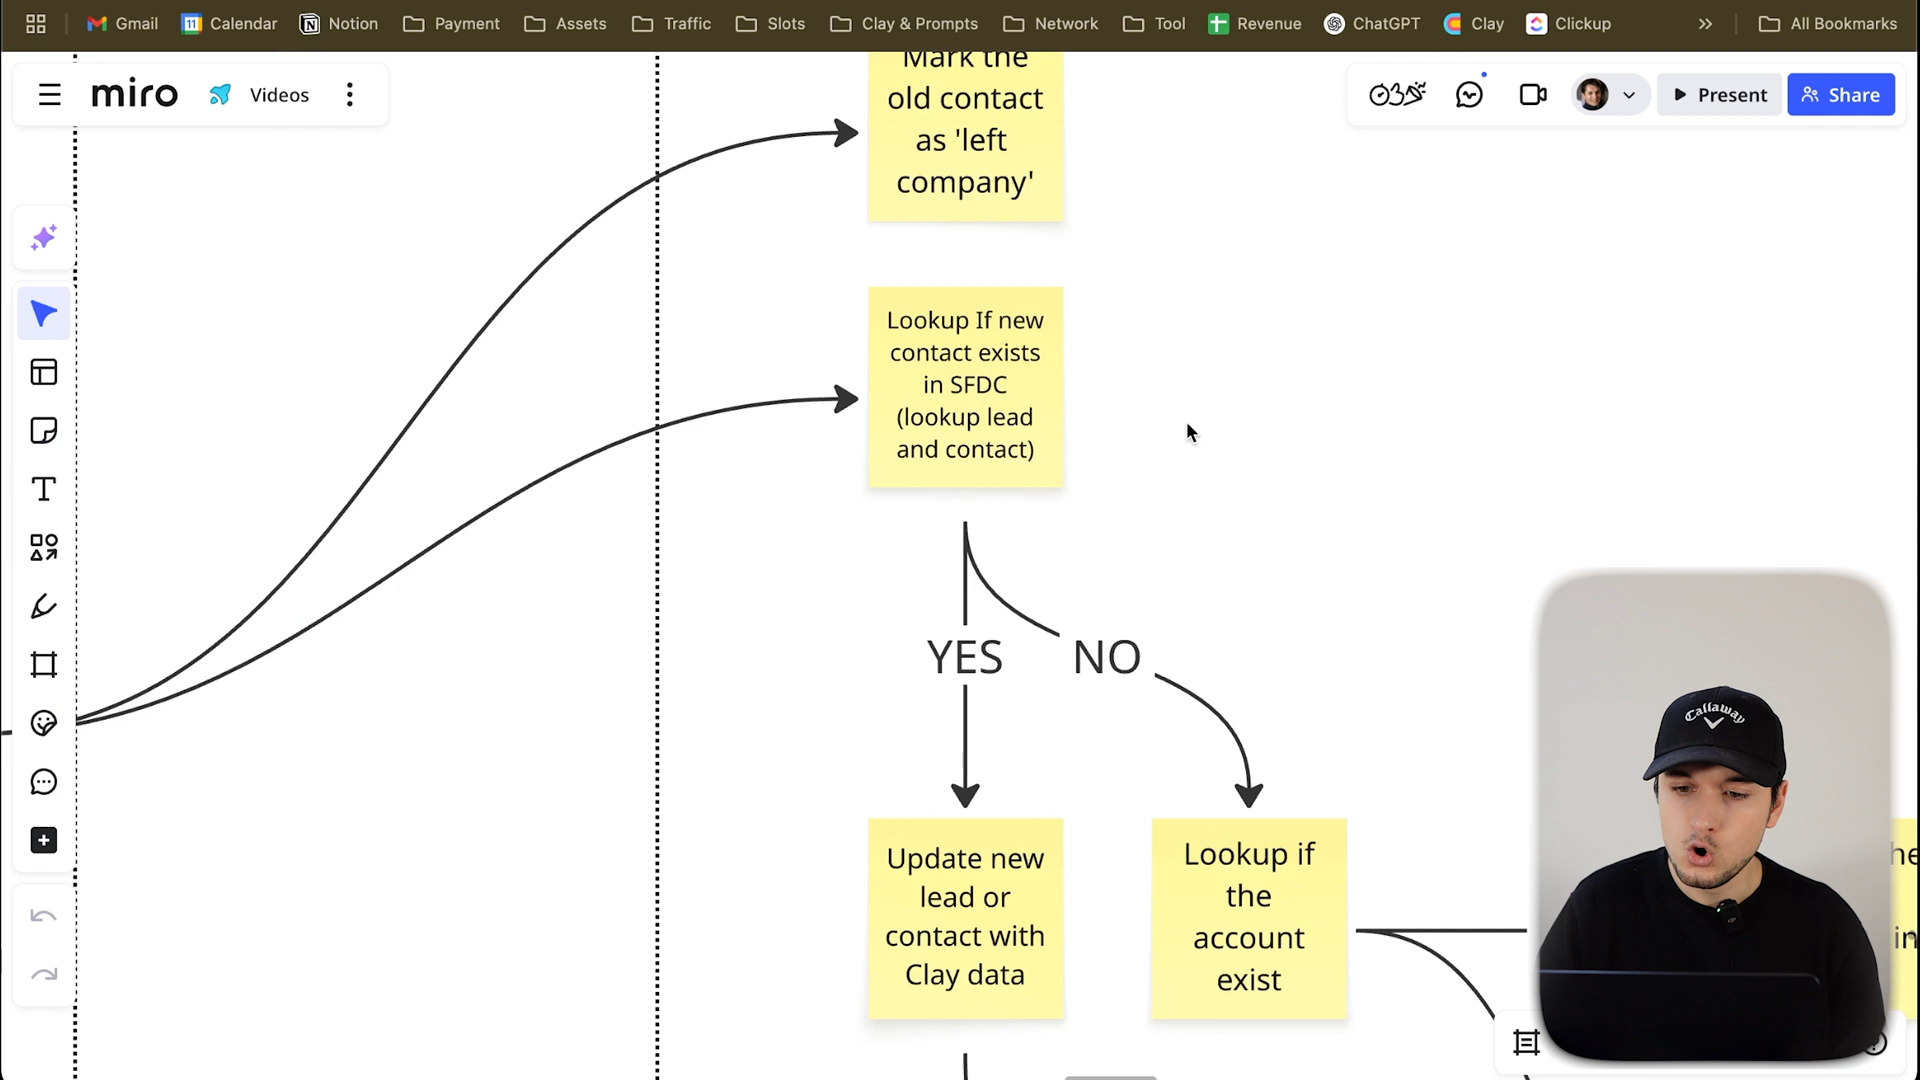 Gmail
Calendar
Notion
Payment
Assets
Traffic
Slots
Clay & Prompts
Network
Tool
Revenue
ChatGPT
Clay
Clickup
All Bookmarks
miro
Videos
Present
Share
Mark the
old contact
as 'left
company'
Lookup If new
contact exists
in SFDC
(lookup lead
and contact)
YES
NO
Update new
lead or
contact with
Clay data
Lookup if
the
account
exist
Callaway